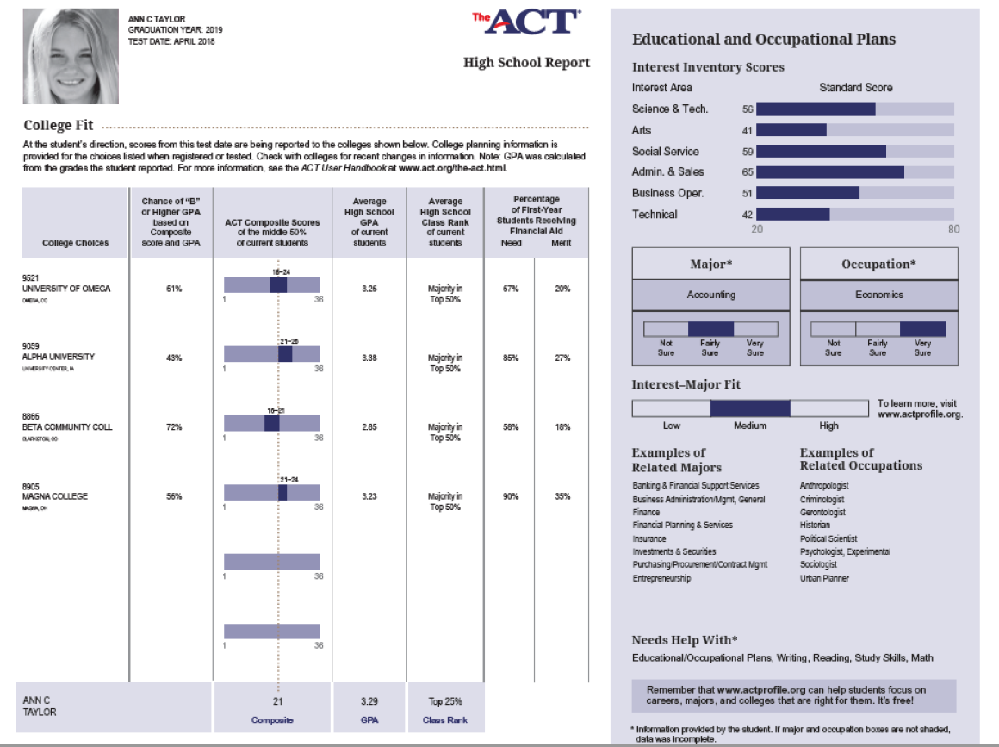 ANN C TAYLOR
GRADUATION YEAR: 2019
TEST DATE: APRIL 2018
The ACT®
High School Report
College Fit
At the student's direction, scores from this test date are being reported to the colleges shown below. College planning information is
provided for the choices listed when registered or tested. Check with colleges for recent changes in information. Note: GPA was calculated
from the grades the student reported. For more information, see the ACT User Handbook at www.act.org/the-act.html.
College Choices
Chance of "B"
or Higher GPA
based on
Composite
score and GPA
ACT Composite Scores
of the middle 50%
of current students
Average
High School
GPA
of current
students
Average
High School
Class Rank
of current
students
Percentage
of First-Year
Students Receiving
Financial Aid
Need Merit
9521
UNIVERSITY OF OMEGA
OMEGA, CO
61%
18–24
1 36
3.26
Majority in
Top 50%
67%
20%
9059
ALPHA UNIVERSITY
UNIVERSITY CENTER, IA
43%
21–26
1 36
3.38
Majority in
Top 50%
85%
27%
8866
BETA COMMUNITY COLL
CLARKSTON, CO
72%
16–21
1 36
2.85
Majority in
Top 50%
58%
18%
8905
MAGNA COLLEGE
MAGNA, OH
56%
21–24
1 36
3.23
Majority in
Top 50%
90%
35%
1 36
1 36
ANN C
TAYLOR
21
Composite
3.29
GPA
Top 25%
Class Rank
Educational and Occupational Plans
Interest Inventory Scores
Interest Area Standard Score
Science & Tech. 56
Arts 41
Social Service 59
Admin. & Sales 65
Business Oper. 51
Technical 42
20 80
Major*
Accounting
Not
Sure
Fairly
Sure
Very
Sure
Occupation*
Economics
Not
Sure
Fairly
Sure
Very
Sure
Interest–Major Fit
Low Medium High
To learn more, visit
www.actprofile.org.
Examples of
Related Majors
Banking & Financial Support Services
Business Administration/Mgmt, General
Finance
Financial Planning & Services
Insurance
Investments & Securities
Purchasing/Procurement/Contract Mgmt
Entrepreneurship
Examples of
Related Occupations
Anthropologist
Criminologist
Gerontologist
Historian
Political Scientist
Psychologist, Experimental
Sociologist
Urban Planner
Needs Help With*
Educational/Occupational Plans, Writing, Reading, Study Skills, Math
Remember that www.actprofile.org can help students focus on
careers, majors, and colleges that are right for them. It's free!
* Information provided by the student. If major and occupation boxes are not shaded,
data was incomplete.